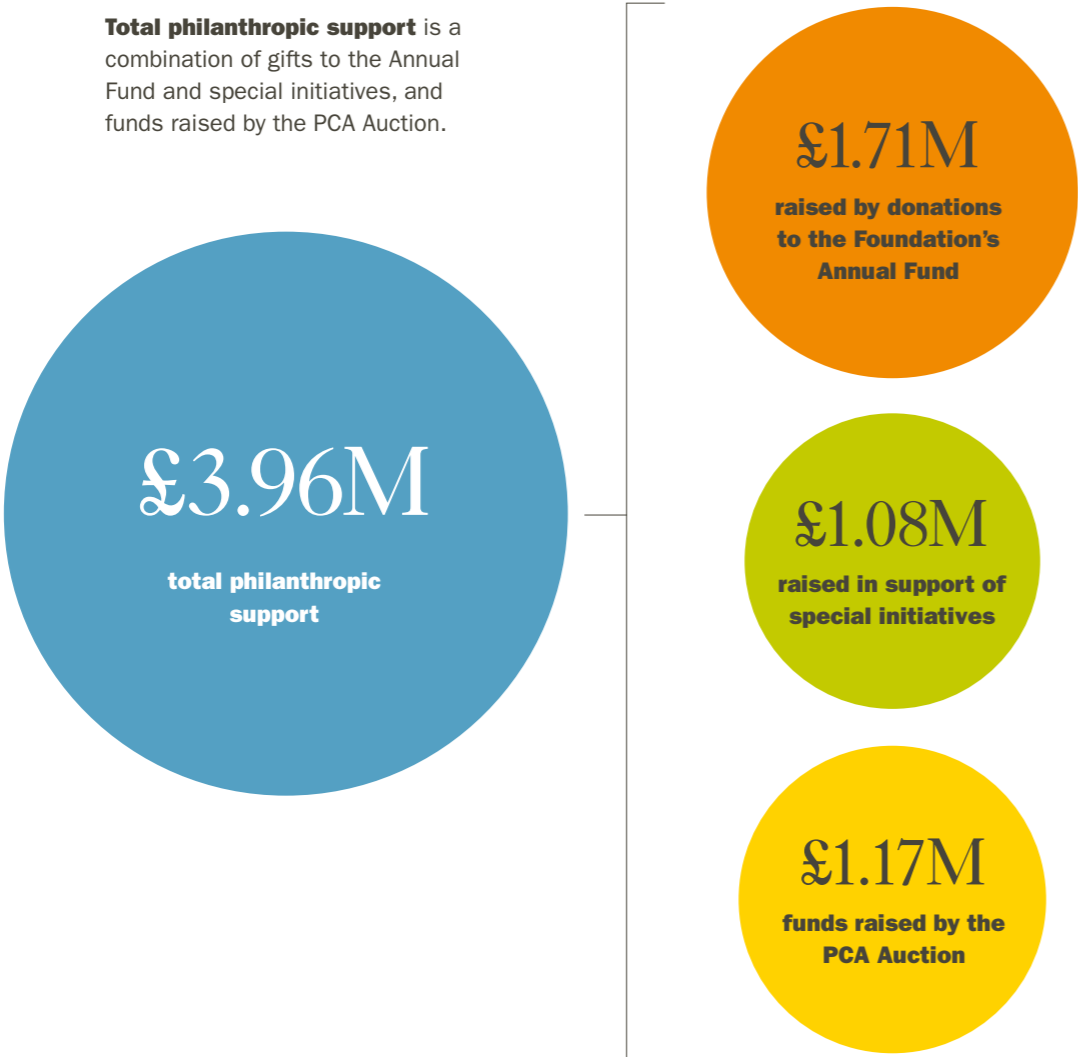 Total philanthropic support is a
combination of gifts to the Annual
Fund and special initiatives, and
funds raised by the PCA Auction.
£3.96M
total philanthropic
support
£1.71M
raised by donations
to the Foundation’s
Annual Fund
£1.08M
raised in support of
special initiatives
£1.17M
funds raised by the
PCA Auction